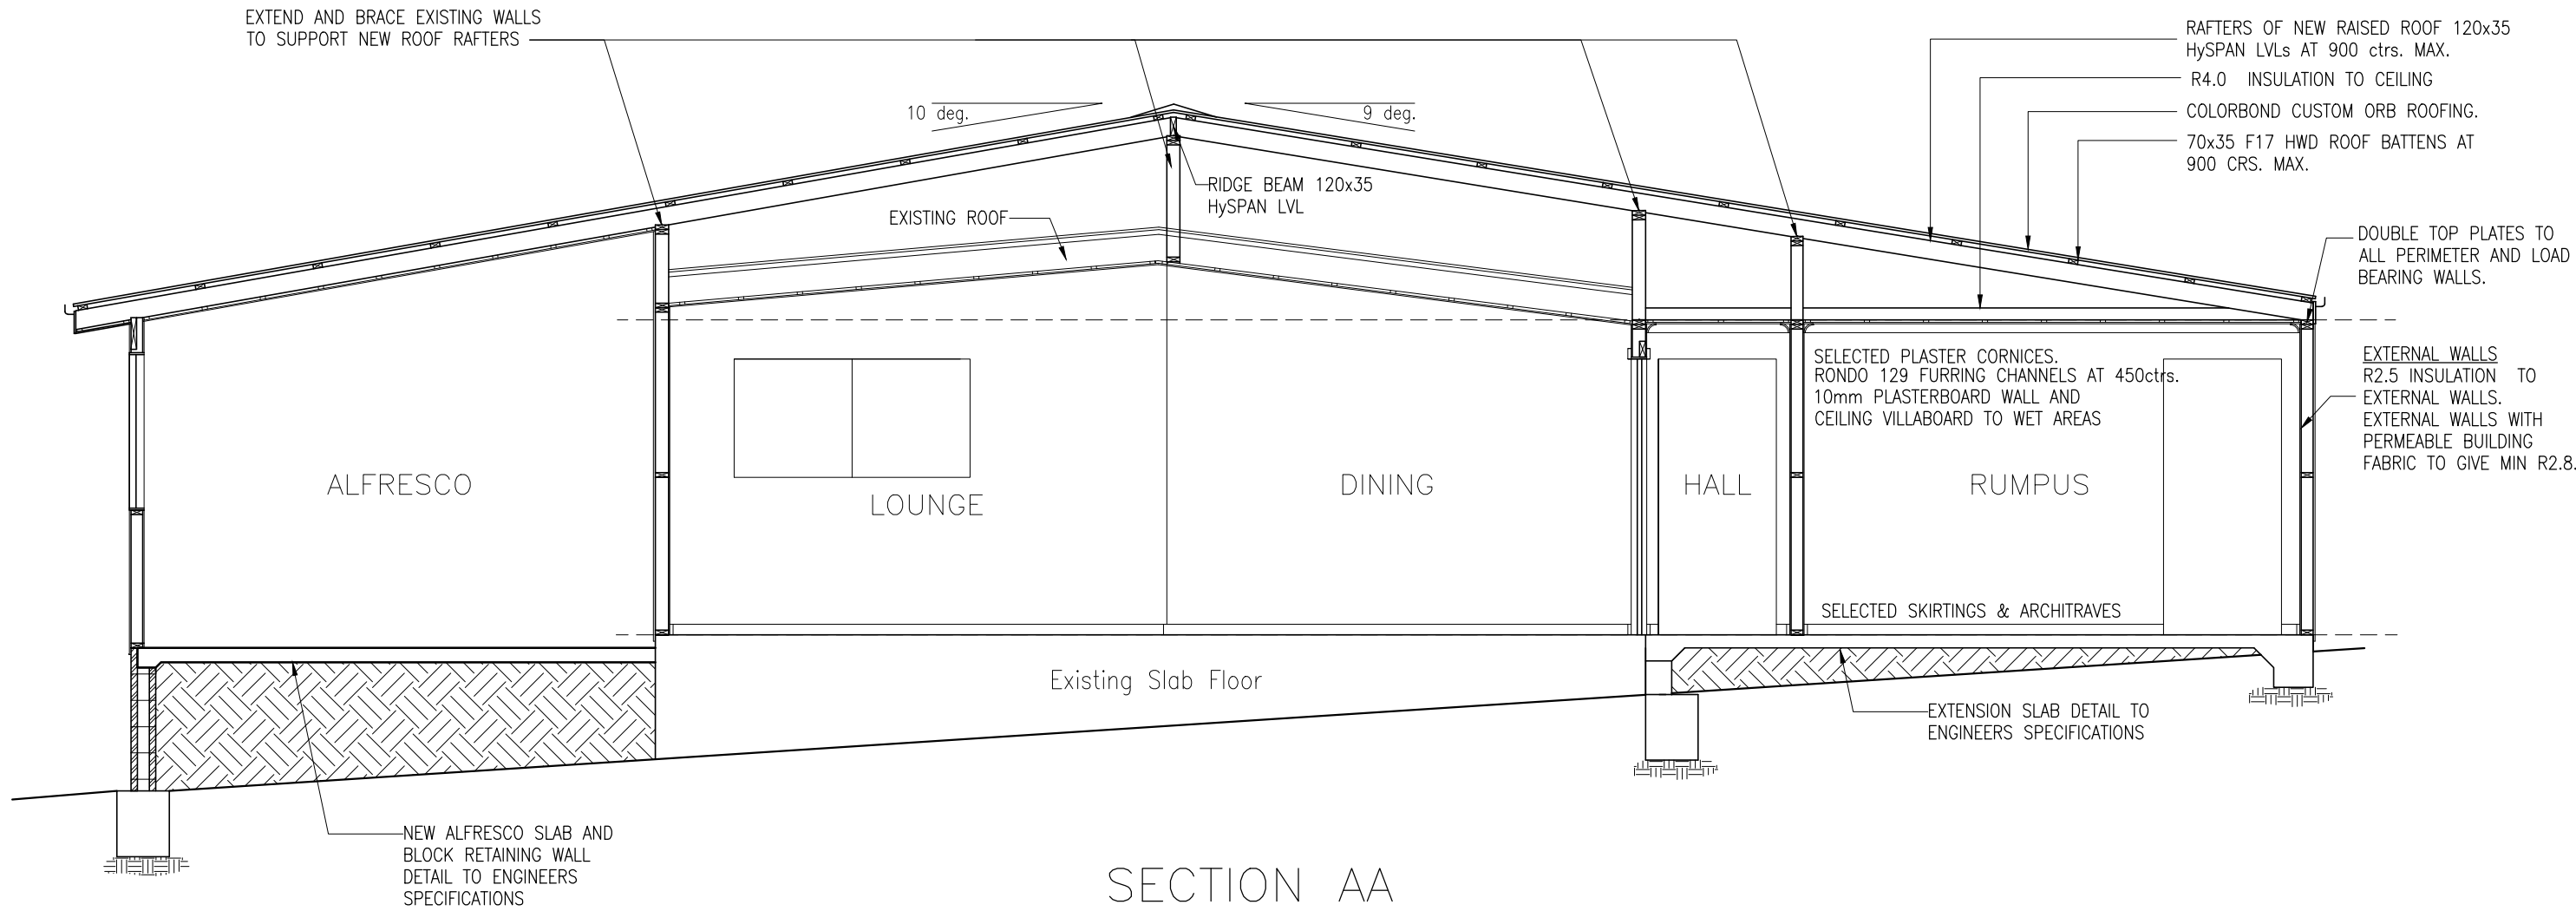 EXTEND AND BRACE EXISTING WALLS
TO SUPPORT NEW ROOF RAFTERS
RAFTERS OF NEW RAISED ROOF 120x35
HySPAN LVLs AT 900 ctrs. MAX.
R4.0 INSULATION TO CEILING
COLORBOND CUSTOM ORB ROOFING.
70x35 F17 HWD ROOF BATTENS AT
900 CRS. MAX.
10 deg.
9 deg.
RIDGE BEAM 120x35
HySPAN LVL
EXISTING ROOF
DOUBLE TOP PLATES TO
ALL PERIMETER AND LOAD
BEARING WALLS.
EXTERNAL WALLS
R2.5 INSULATION TO
EXTERNAL WALLS.
EXTERNAL WALLS WITH
PERMEABLE BUILDING
FABRIC TO GIVE MIN R2.8.
SELECTED PLASTER CORNICES.
RONDO 129 FURRING CHANNELS AT 450ctrs.
10mm PLASTERBOARD WALL AND
CEILING VILLABOARD TO WET AREAS
ALFRESCO
LOUNGE
DINING
HALL
RUMPUS
SELECTED SKIRTINGS & ARCHITRAVES
Existing Slab Floor
EXTENSION SLAB DETAIL TO
ENGINEERS SPECIFICATIONS
NEW ALFRESCO SLAB AND
BLOCK RETAINING WALL
DETAIL TO ENGINEERS
SPECIFICATIONS
SECTION AA